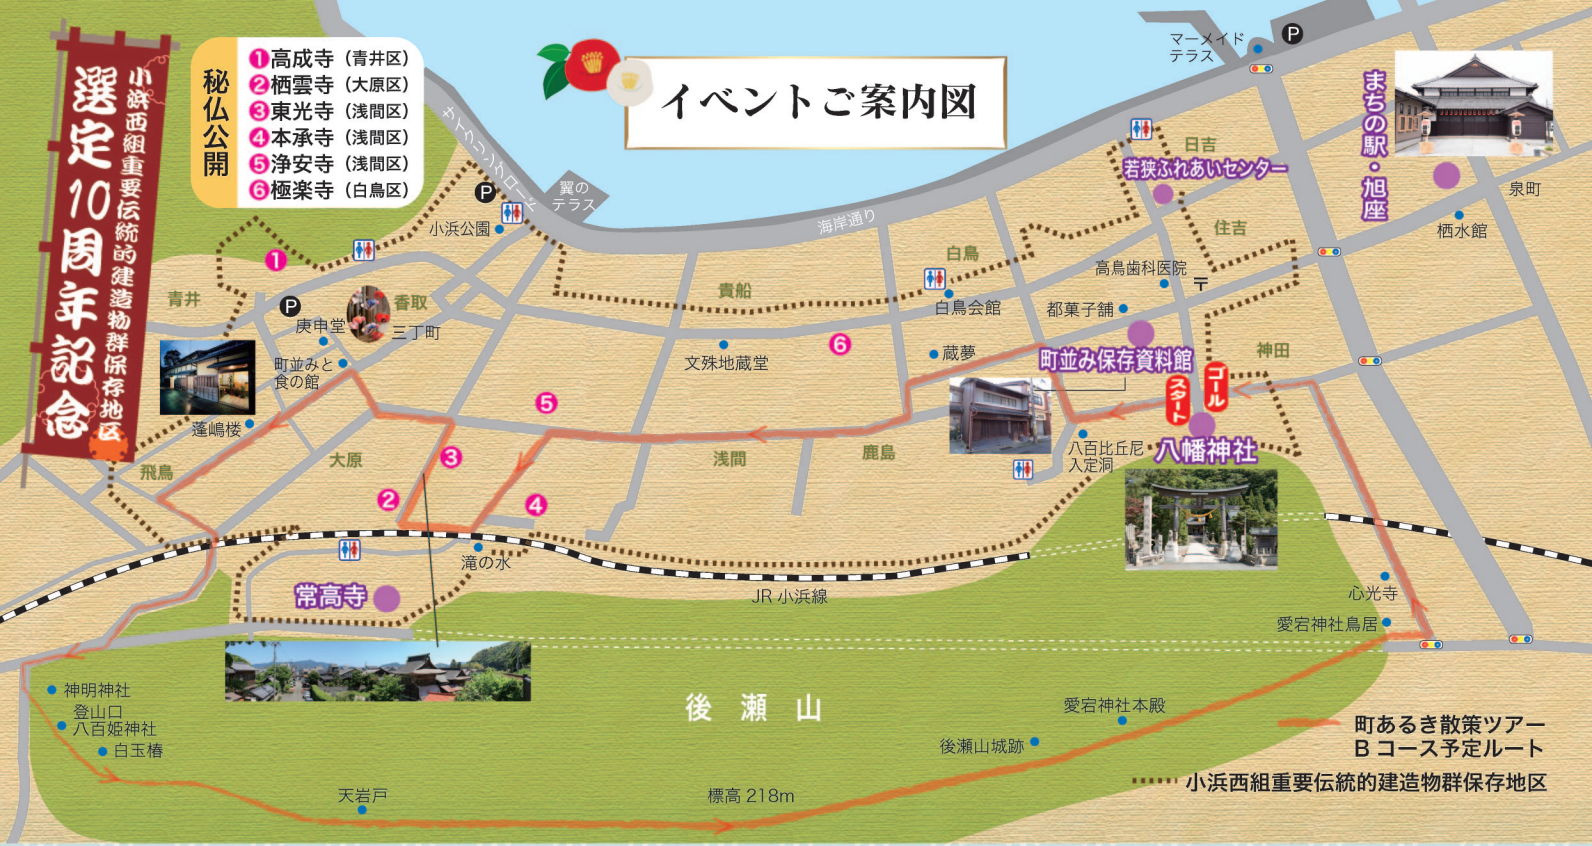 小浜西組重要伝統的建造物群保存地区
選定10周年記念
秘仏公開
❶高成寺（青井区）
❷栖雲寺（大原区）
❸東光寺（浅間区）
❹本承寺（浅間区）
❺浄安寺（浅間区）
❻極楽寺（白鳥区）
イベントご案内図
サイクリングロード
翼の
テラス
海岸通り
マーメイド
テラス
P
まちの駅・旭座
泉町
栖水館
日吉
若狭ふれあいセンター
住吉
P
小浜公園
1
青井
P
庚申堂
香取
三丁町
町並みと
食の館
蓬嶋楼
飛鳥
貴船
白鳥
白鳥会館
高鳥歯科医院
〒
都菓子舗
町並み保存資料館
神田
文殊地蔵堂
6
蔵夢
スタート
ゴール
八幡神社
八百比丘尼
入定洞
5
3
大原
2
4
浅間
鹿島
滝の水
常高寺
JR 小浜線
心光寺
愛宕神社鳥居
神明神社
登山口
八百姫神社
白玉椿
後瀬山
愛宕神社本殿
後瀬山城跡
天岩戸
標高 218m
町あるき散策ツアー
B コース予定ルート
小浜西組重要伝統的建造物群保存地区